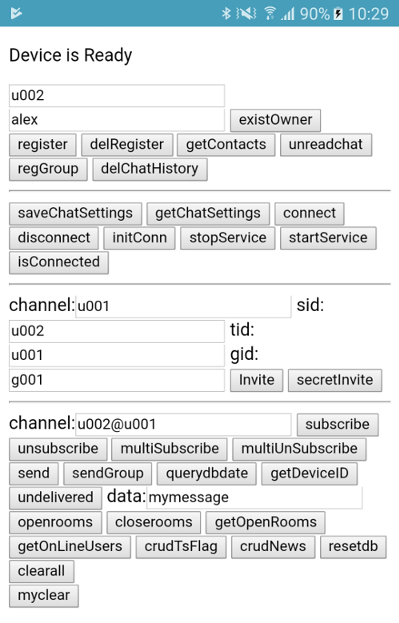 90% 10:29
Device is Ready
u002
alex existOwner
register delRegister getContacts unreadchat
regGroup delChatHistory
saveChatSettings getChatSettings connect
disconnect initConn stopService startService
isConnected
channel: u001 sid:
u002 tid:
u001 gid:
g001 Invite secretInvite
channel: u002@u001 subscribe
unsubscribe multiSubscribe multiUnSubscribe
send sendGroup querydbdate getDeviceID
undelivered data: mymessage
openrooms closerooms getOpenRooms
getOnLineUsers crudTsFlag crudNews resetdb
clearall
myclear